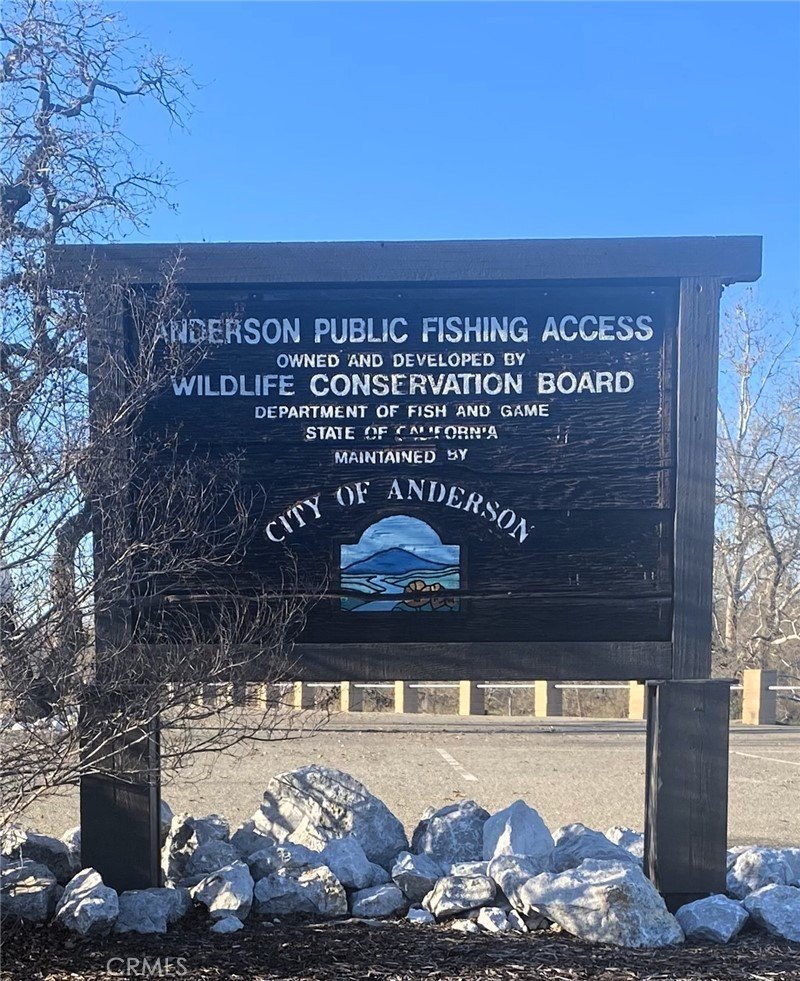 ANDERSON PUBLIC FISHING ACCESS
OWNED AND DEVELOPED BY
WILDLIFE CONSERVATION BOARD
DEPARTMENT OF FISH AND GAME
STATE OF CALIFORNIA
MAINTAINED BY
CITY OF ANDERSON
CRMLS